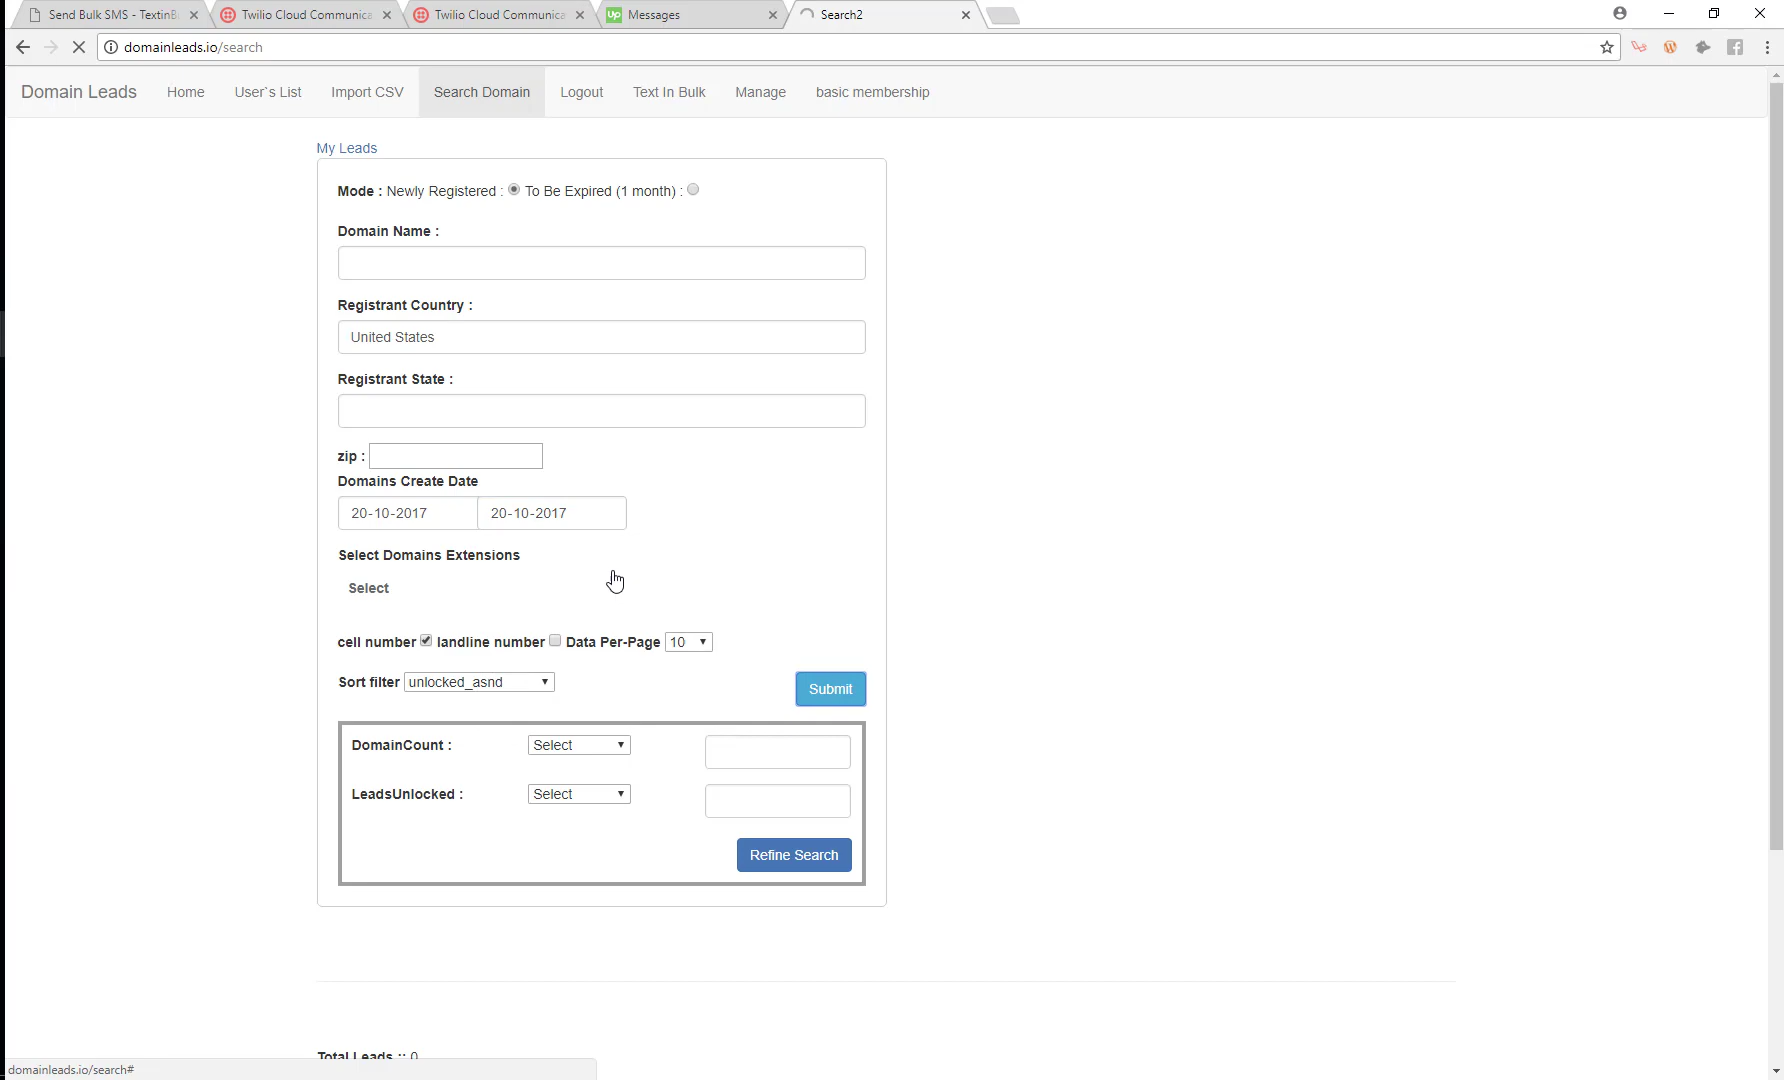 Send Bulk SMS - TextinB
Twilio Cloud Communica
Twilio Cloud Communica
Up Messages
Search2
domainleads.io/search
Domain Leads Home User`s List Import CSV Search Domain Logout Text In Bulk Manage basic membership
My Leads
Mode : Newly Registered : To Be Expired (1 month) :
Domain Name :
Registrant Country :
United States
Registrant State :
zip :
Domains Create Date
20-10-2017 20-10-2017
Select Domains Extensions
Select
cell number landline number Data Per-Page 10
Sort filter unlocked_asnd Submit
DomainCount : Select
LeadsUnlocked : Select
Refine Search
Total Leads :: 0
domainleads.io/search#